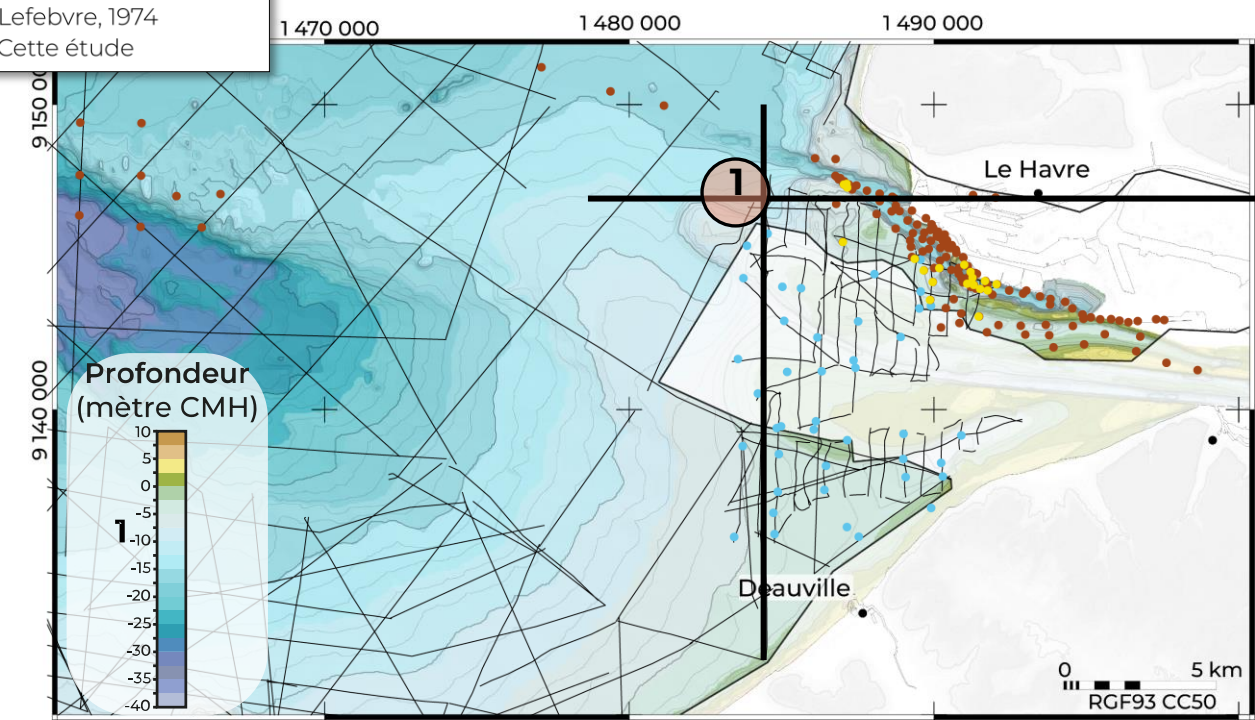 Lefebvre, 1974
Cette étude
1 470 000
1 480 000
1 490 000
9 150 00
9 140 000
Le Havre
1
Profondeur
(mètre CMH)
10
5
0
-5
1
-10
-15
-20
-25
-30
-35
-40
Deauville
0 5 km
RGF93 CC50